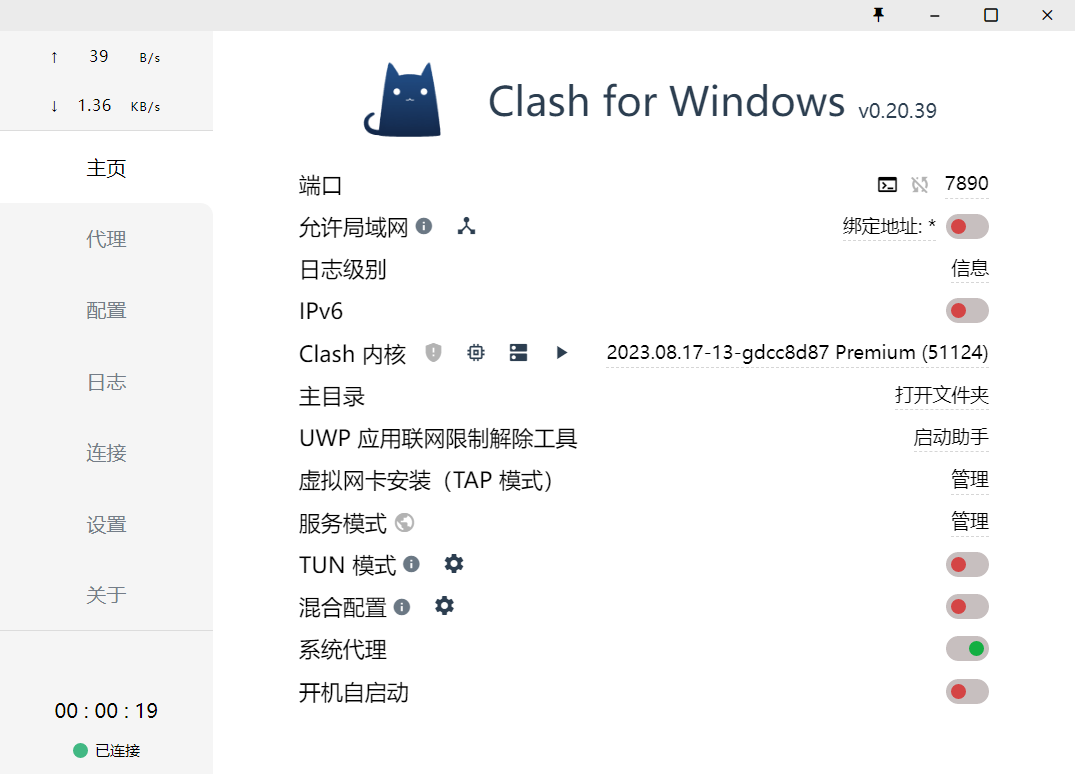 ↑ 39 B/s
↓ 1.36 KB/s
主页
代理
配置
日志
连接
设置
关于
00 : 00 : 19
已连接
Clash for Windows v0.20.39
端口 7890
允许局域网 绑定地址: *
日志级别 信息
IPv6
Clash 内核 2023.08.17-13-gdcc8d87 Premium (51124)
主目录 打开文件夹
UWP 应用联网限制解除工具 启动助手
虚拟网卡安装（TAP 模式） 管理
服务模式 管理
TUN 模式
混合配置
系统代理
开机自启动